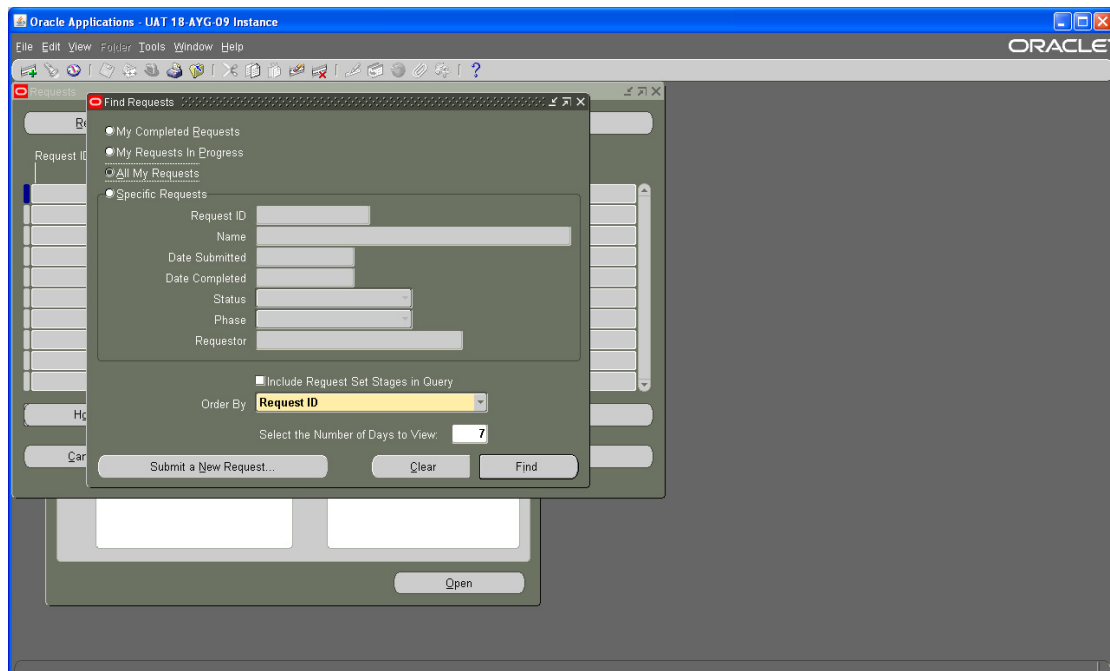 Oracle Applications - UAT 18-AYG-09 Instance
File Edit View Folder Tools Window Help
ORACLE
Requests
Find Requests
My Completed Requests
Request ID
My Requests In Progress
All My Requests
Specific Requests
Request ID
Name
Date Submitted
Date Completed
Status
Phase
Requestor
Include Request Set Stages in Query
Order By Request ID
Select the Number of Days to View: 7
Submit a New Request... Clear Find
Open